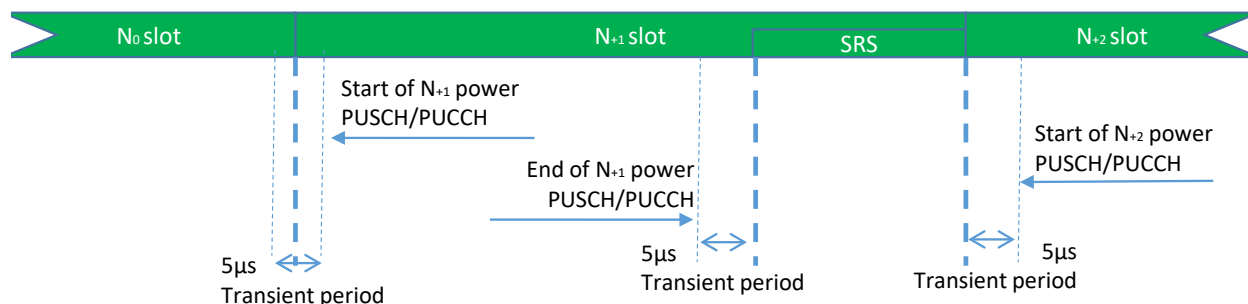 N₀ slot
N₊₁ slot
SRS
N₊₂ slot
Start of N₊₁ power
PUSCH/PUCCH
End of N₊₁ power
PUSCH/PUCCH
Start of N₊₂ power
PUSCH/PUCCH
5µs
Transient period
5µs
Transient period
5µs
Transient period